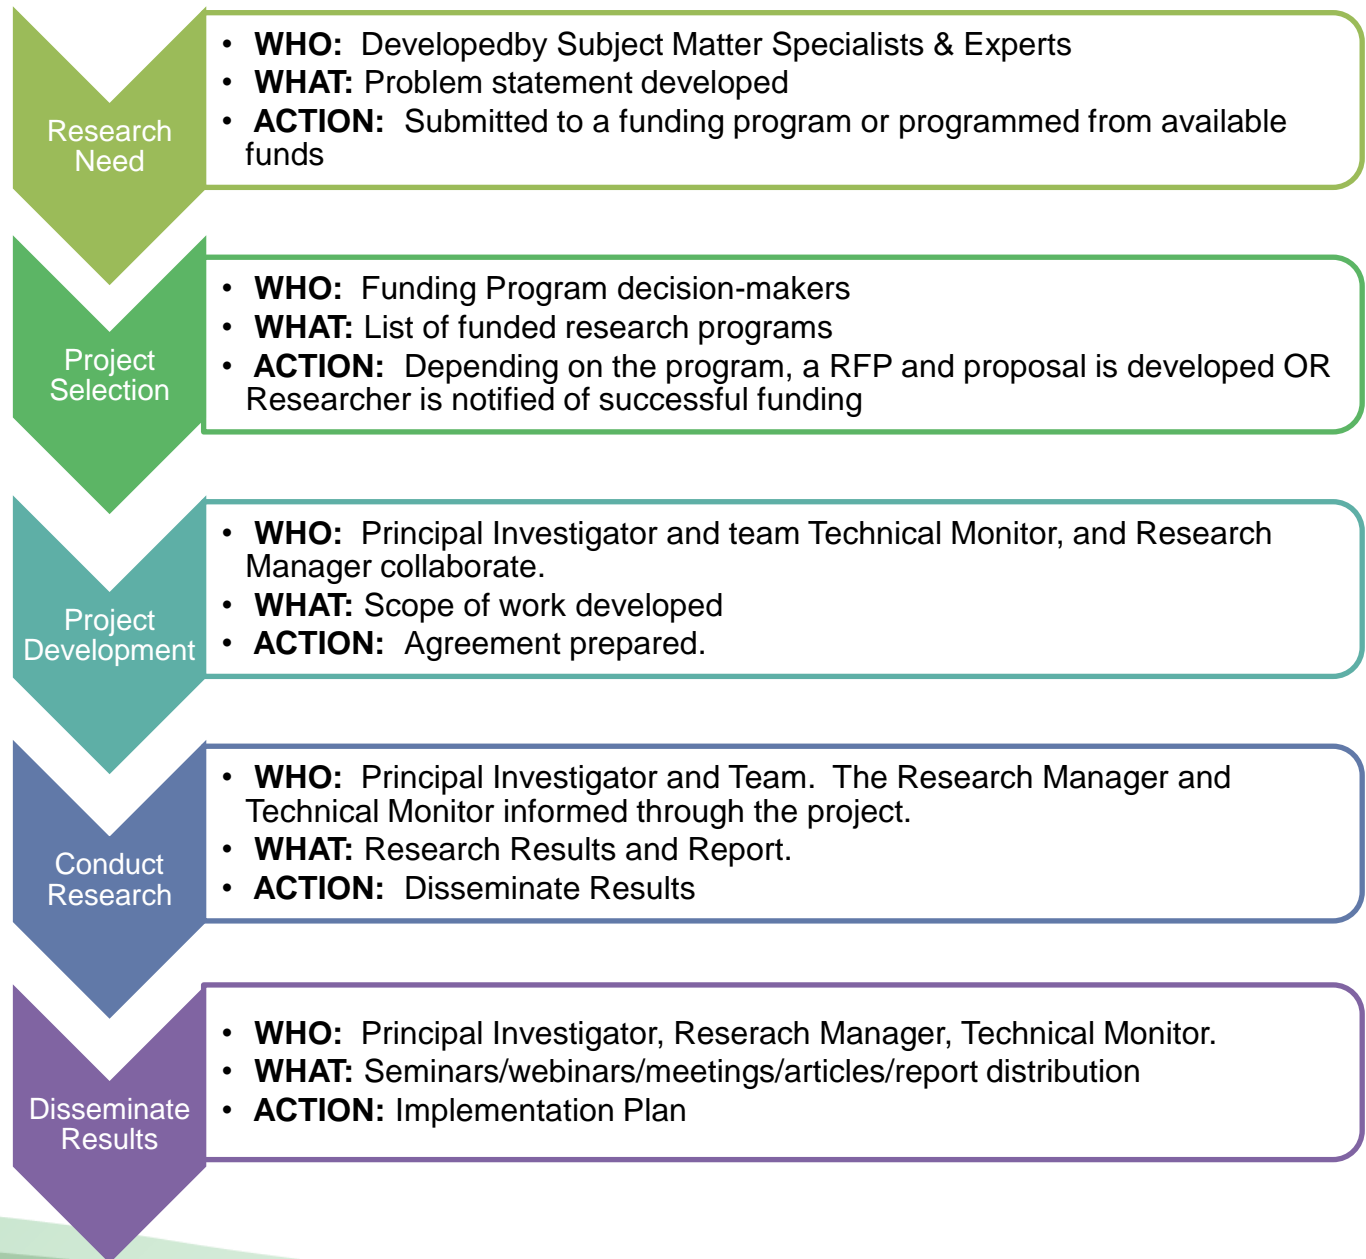 Research
Need
• WHO: Developedby Subject Matter Specialists & Experts
• WHAT: Problem statement developed
• ACTION: Submitted to a funding program or programmed from available
funds
Project
Selection
• WHO: Funding Program decision-makers
• WHAT: List of funded research programs
• ACTION: Depending on the program, a RFP and proposal is developed OR
Researcher is notified of successful funding
Project
Development
• WHO: Principal Investigator and team Technical Monitor, and Research
Manager collaborate.
• WHAT: Scope of work developed
• ACTION: Agreement prepared.
Conduct
Research
• WHO: Principal Investigator and Team. The Research Manager and
Technical Monitor informed through the project.
• WHAT: Research Results and Report.
• ACTION: Disseminate Results
Disseminate
Results
• WHO: Principal Investigator, Reserach Manager, Technical Monitor.
• WHAT: Seminars/webinars/meetings/articles/report distribution
• ACTION: Implementation Plan